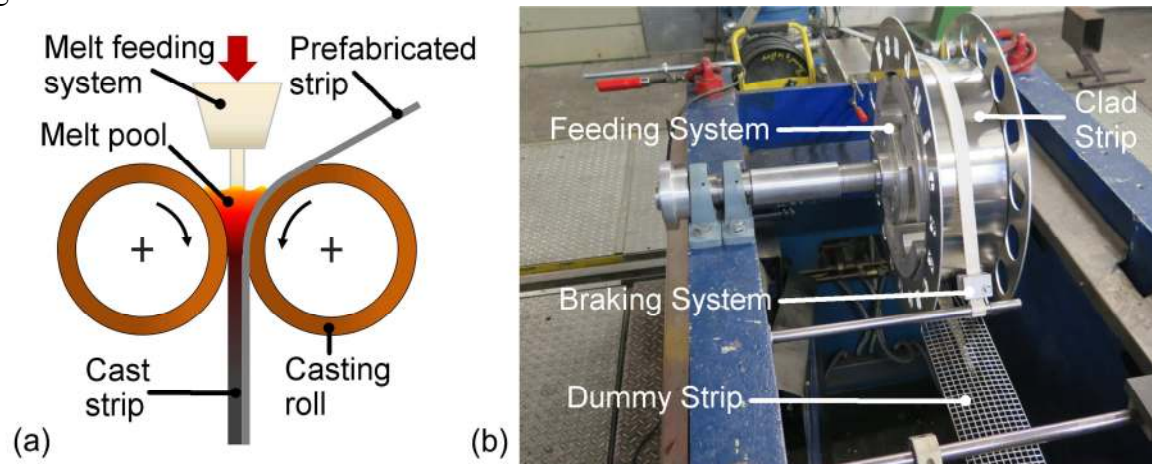 Melt feeding
system
Prefabricated
strip
Melt pool
Cast
strip
Casting
roll
(a)
Feeding System
Clad
Strip
Braking System
Dummy Strip
(b)